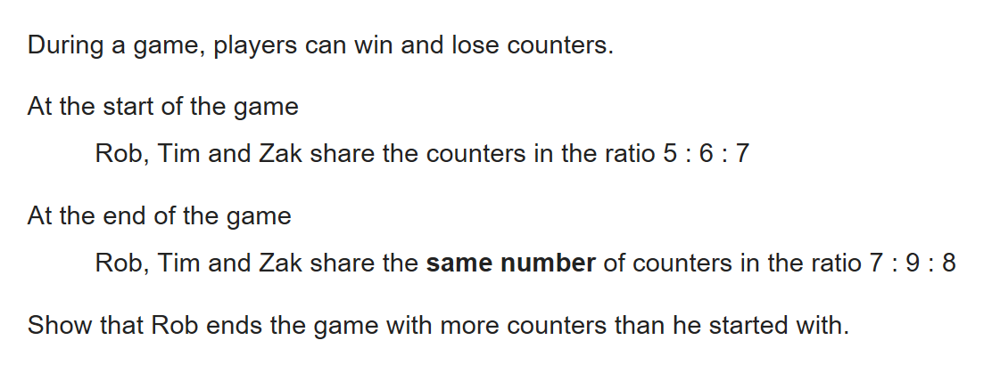 During a game, players can win and lose counters.
At the start of the game
Rob, Tim and Zak share the counters in the ratio 5 : 6 : 7
At the end of the game
Rob, Tim and Zak share the same number of counters in the ratio 7 : 9 : 8
Show that Rob ends the game with more counters than he started with.